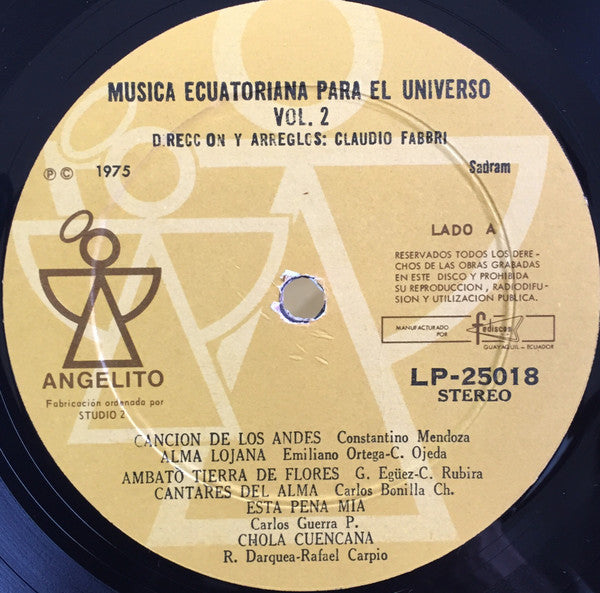 MUSICA ECUATORIANA PARA EL UNIVERSO
VOL. 2
D.RECC ON Y ARREGLOS: CLAUDIO FABBRI
Ⓟ © 1975
Sadram
LADO A
RESERVADOS TODOS LOS DERE-
CHOS DE LAS OBRAS GRABADAS
EN ESTE DISCO Y PROHIBIDA
SU REPRODUCCION, RADIODIFU-
SION Y UTILIZACION PUBLICA.
MANUFACTURADO
POR
fediscos
GUAYAQUIL - ECUADOR
ANGELITO
Fabricación ordenada por
STUDIO 2
LP-25018
STEREO
CANCION DE LOS ANDES Constantino Mendoza
ALMA LOJANA Emiliano Ortega-C. Ojeda
AMBATO TIERRA DE FLORES G. Egüez-C. Rubira
CANTARES DEL ALMA Carlos Bonilla Ch.
ESTA PENA MIA
Carlos Guerra P.
CHOLA CUENCANA
R. Darquea-Rafael Carpio